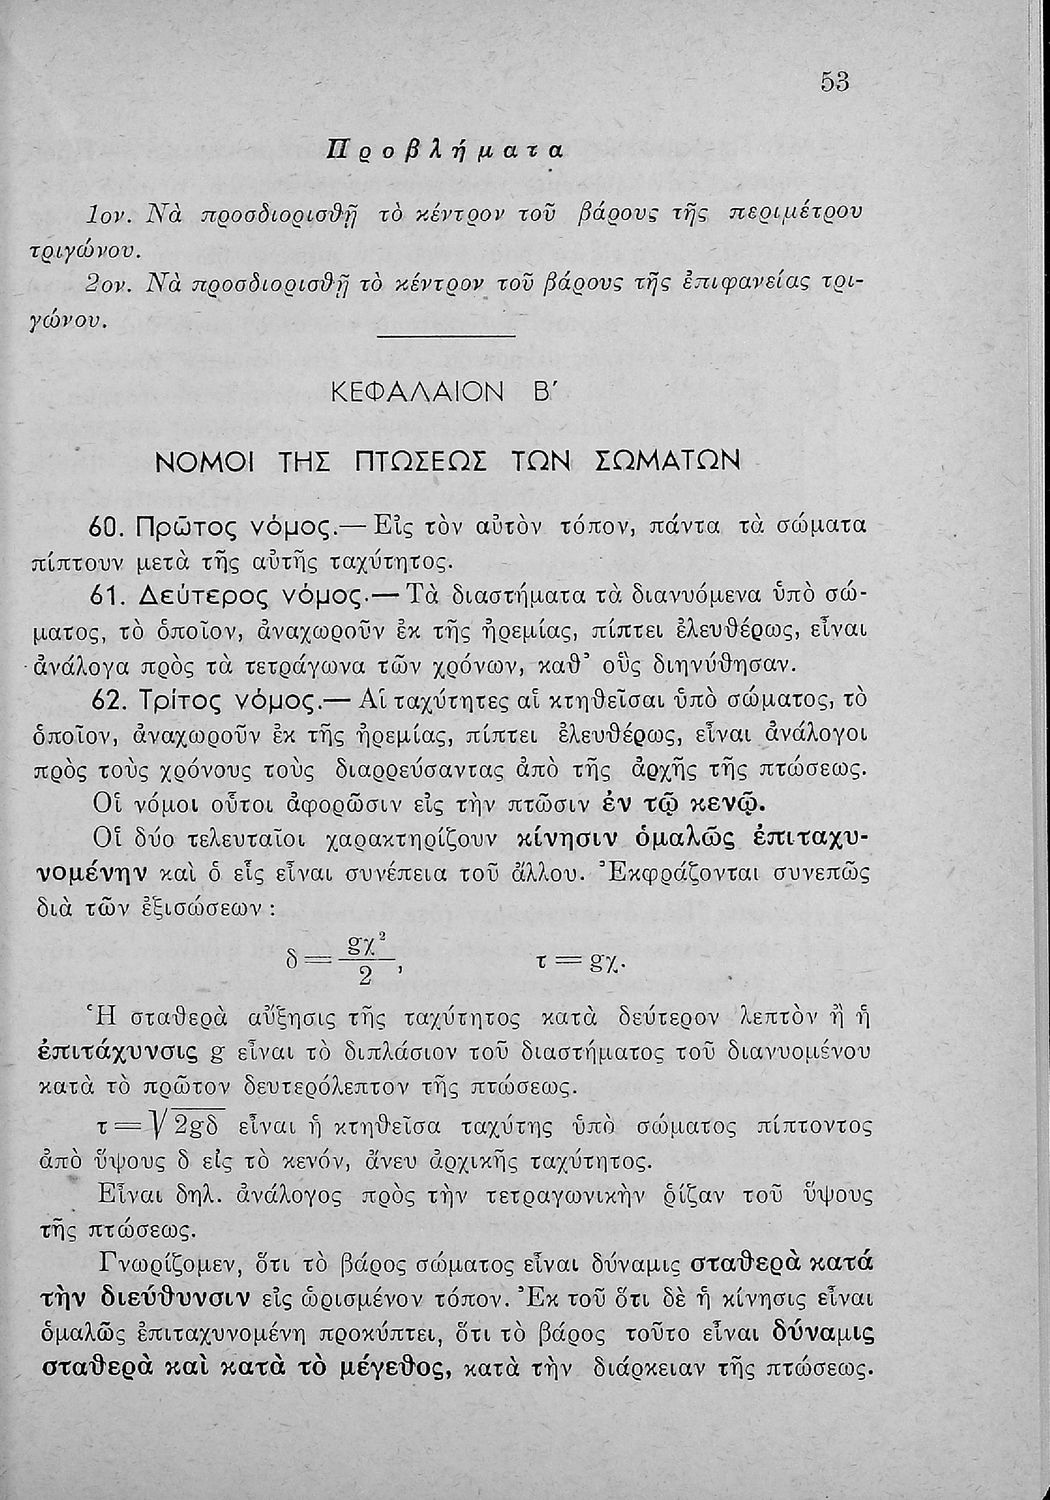 53
Προβλήματα
1ον. Νὰ προσδιορισθῇ τὸ κέντρον τοῦ βάρους τῆς περιμέτρου
τριγώνου.
2ον. Νὰ προσδιορισθῇ τὸ κέντρον τοῦ βάρους τῆς ἐπιφανείας τρι-
γώνου.
ΚΕΦΑΛΑΙΟΝ Β′
ΝΟΜΟΙ ΤΗΣ ΠΤΩΣΕΩΣ ΤΩΝ ΣΩΜΑΤΩΝ
60. Πρῶτος νόμος.— Εἰς τὸν αὐτὸν τόπον, πάντα τὰ σώματα
πίπτουν μετὰ τῆς αὐτῆς ταχύτητος.
61. Δεύτερος νόμος.— Τὰ διαστήματα τὰ διανυόμενα ὑπὸ σώ-
ματος, τὸ ὁποῖον, ἀναχωροῦν ἐκ τῆς ἠρεμίας, πίπτει ἐλευθέρως, εἶναι
ἀνάλογα πρὸς τὰ τετράγωνα τῶν χρόνων, καθ᾽ οὓς διηνύθησαν.
62. Τρίτος νόμος.— Αἱ ταχύτητες αἱ κτηθεῖσαι ὑπὸ σώματος, τὸ
ὁποῖον, ἀναχωροῦν ἐκ τῆς ἠρεμίας, πίπτει ἐλευθέρως, εἶναι ἀνάλογοι
πρὸς τοὺς χρόνους τοὺς διαρρεύσαντας ἀπὸ τῆς ἀρχῆς τῆς πτώσεως.
Οἱ νόμοι οὗτοι ἀφορῶσιν εἰς τὴν πτῶσιν ἐν τῷ κενῷ.
Οἱ δύο τελευταῖοι χαρακτηρίζουν κίνησιν ὁμαλῶς ἐπιταχυ-
νομένην καὶ ὁ εἷς εἶναι συνέπεια τοῦ ἄλλου. Ἐκφράζονται συνεπῶς
διὰ τῶν ἐξισώσεων :
δ = gχ²/2, τ = gχ.
Ἡ σταθερὰ αὔξησις τῆς ταχύτητος κατὰ δεύτερον λεπτὸν ἢ ἡ
ἐπιτάχυνσις g εἶναι τὸ διπλάσιον τοῦ διαστήματος τοῦ διανυομένου
κατὰ τὸ πρῶτον δευτερόλεπτον τῆς πτώσεως.
τ = √2gδ εἶναι ἡ κτηθεῖσα ταχύτης ὑπὸ σώματος πίπτοντος
ἀπὸ ὕψους δ εἰς τὸ κενόν, ἄνευ ἀρχικῆς ταχύτητος.
Εἶναι δηλ. ἀνάλογος πρὸς τὴν τετραγωνικὴν ῥίζαν τοῦ ὕψους
τῆς πτώσεως.
Γνωρίζομεν, ὅτι τὸ βάρος σώματος εἶναι δύναμις σταθερὰ κατά
τὴν διεύθυνσιν εἰς ὡρισμένον τόπον. Ἐκ τοῦ ὅτι δὲ ἡ κίνησις εἶναι
ὁμαλῶς ἐπιταχυνομένη προκύπτει, ὅτι τὸ βάρος τοῦτο εἶναι δύναμις
σταθερὰ καὶ κατὰ τὸ μέγεθος, κατὰ τὴν διάρκειαν τῆς πτώσεως.